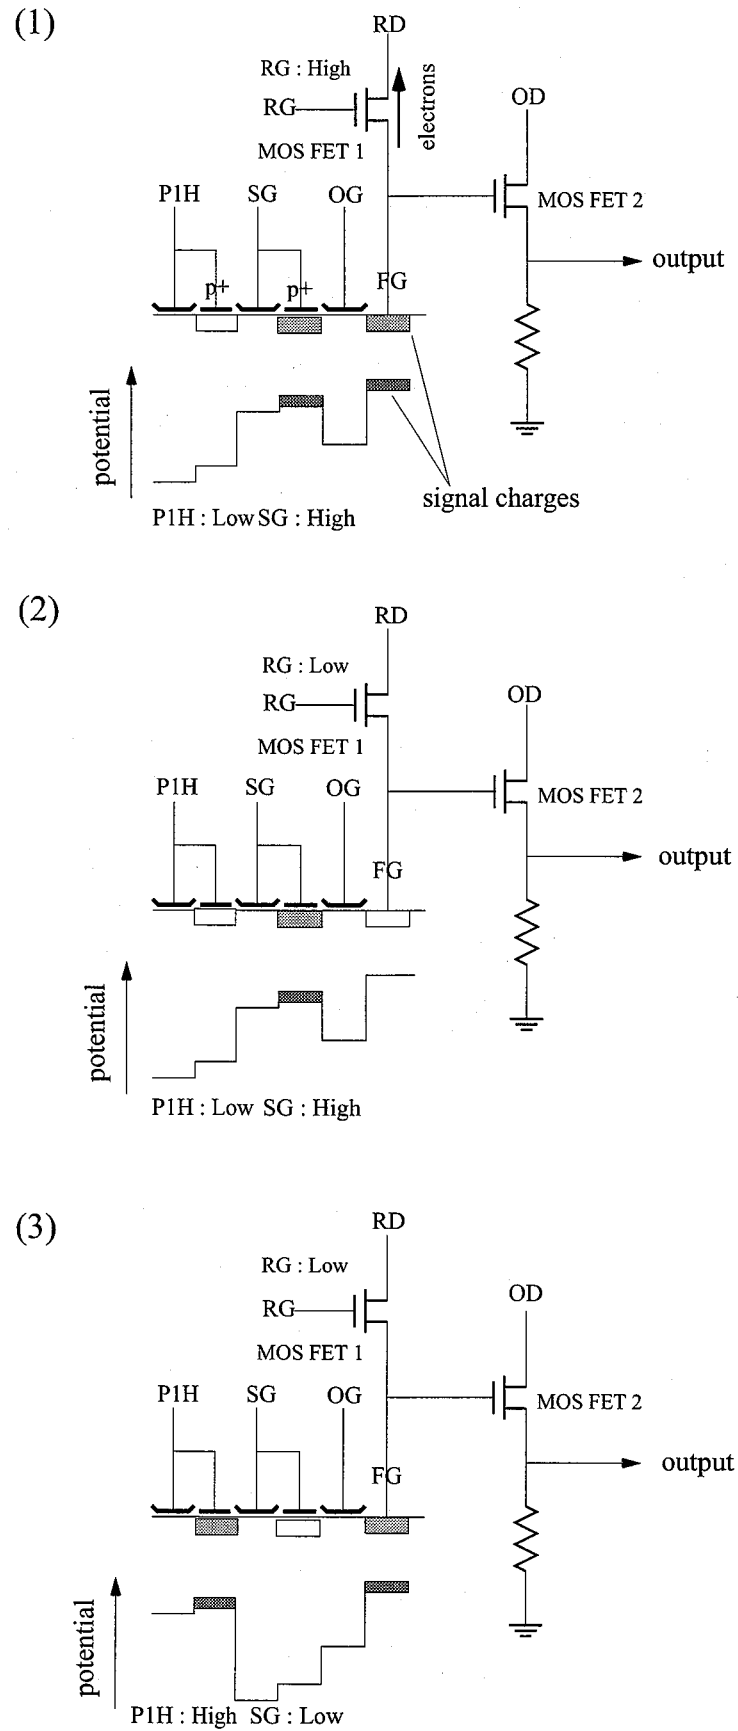 (1)
RD
RG : High
RG
electrons
OD
MOS FET 1
P1H
SG
OG
MOS FET 2
output
FG
p+
p+
potential
signal charges
P1H : Low SG : High
(2)
RD
RG : Low
RG
OD
MOS FET 1
P1H
SG
OG
MOS FET 2
output
FG
potential
P1H : Low SG : High
(3)
RD
RG : Low
RG
OD
MOS FET 1
P1H
SG
OG
MOS FET 2
output
FG
potential
P1H : High SG : Low